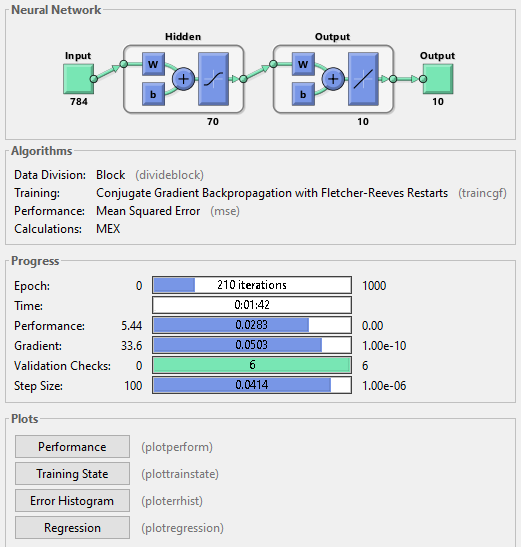 Neural Network
Hidden Output
Input Output
W W
b b
784 10
70 10
Algorithms
Data Division: Block (divideblock)
Training: Conjugate Gradient Backpropagation with Fletcher-Reeves Restarts (traincgf)
Performance: Mean Squared Error (mse)
Calculations: MEX
Progress
Epoch: 0 210 iterations 1000
Time: 0:01:42
Performance: 5.44 0.0283 0.00
Gradient: 33.6 0.0503 1.00e-10
Validation Checks: 0 6 6
Step Size: 100 0.0414 1.00e-06
Plots
Performance (plotperform)
Training State (plottrainstate)
Error Histogram (ploterrhist)
Regression (plotregression)